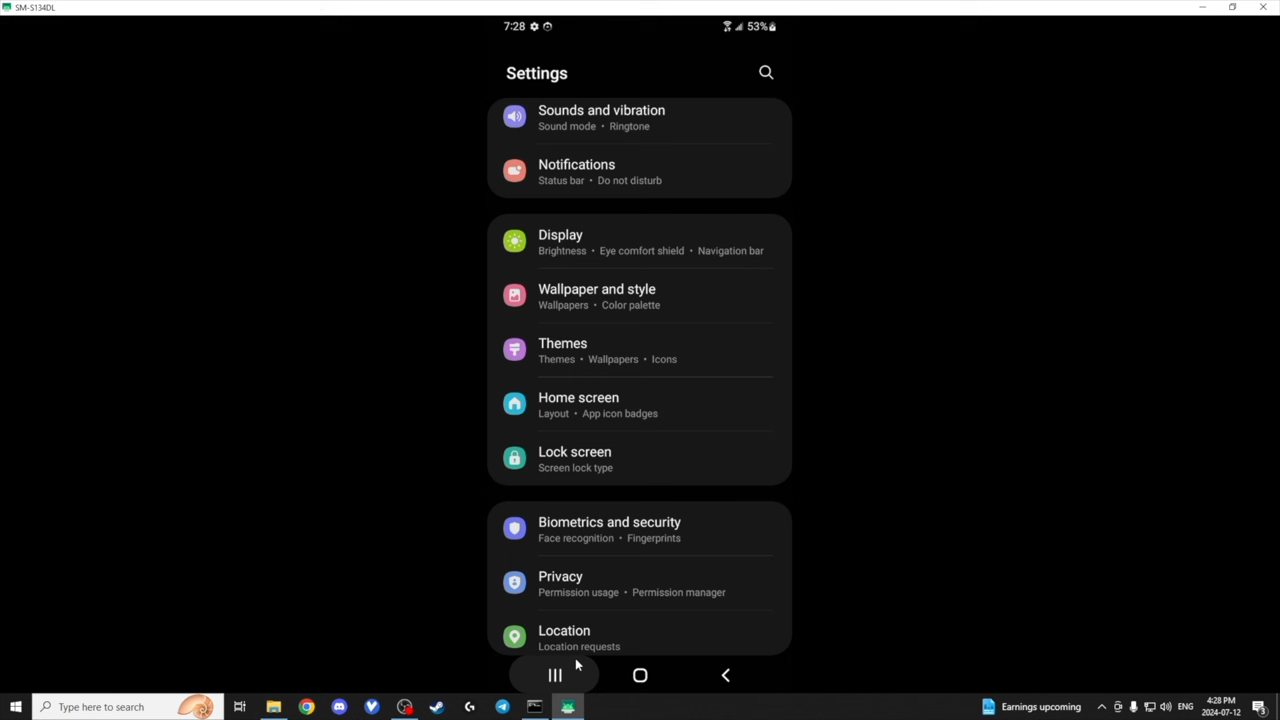 SM-S134DL
7:28
53%
Settings
Sounds and vibration
Sound mode • Ringtone
Notifications
Status bar • Do not disturb
Display
Brightness • Eye comfort shield • Navigation bar
Wallpaper and style
Wallpapers • Color palette
Themes
Themes • Wallpapers • Icons
Home screen
Layout • App icon badges
Lock screen
Screen lock type
Biometrics and security
Face recognition • Fingerprints
Privacy
Permission usage • Permission manager
Location
Location requests
Type here to search
Earnings upcoming
ENG
4:28 PM
2024-07-12
3